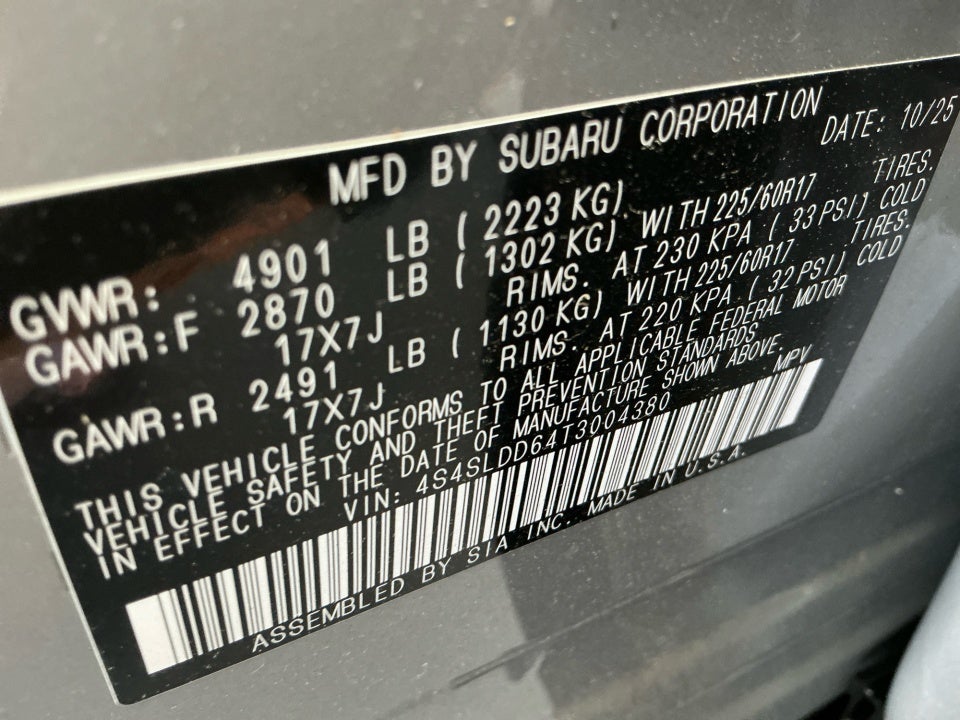 MFD BY SUBARU CORPORATION DATE: 10/25
GVWR: 4901 LB ( 2223 KG)
GAWR:F 2870 LB ( 1302 KG) WITH 225/60R17 TIRES.
17X7J RIMS. AT 230 KPA ( 33 PSI) COLD
GAWR:R 2491 LB ( 1130 KG) WITH 225/60R17 TIRES.
17X7J RIMS. AT 220 KPA ( 32 PSI) COLD
THIS VEHICLE CONFORMS TO ALL APPLICABLE FEDERAL MOTOR
VEHICLE SAFETY AND THEFT PREVENTION STANDARDS
IN EFFECT ON THE DATE OF MANUFACTURE SHOWN ABOVE.
VIN: 4S4SLDD64T3004380 MPV
ASSEMBLED BY SIA INC. MADE IN U.S.A.